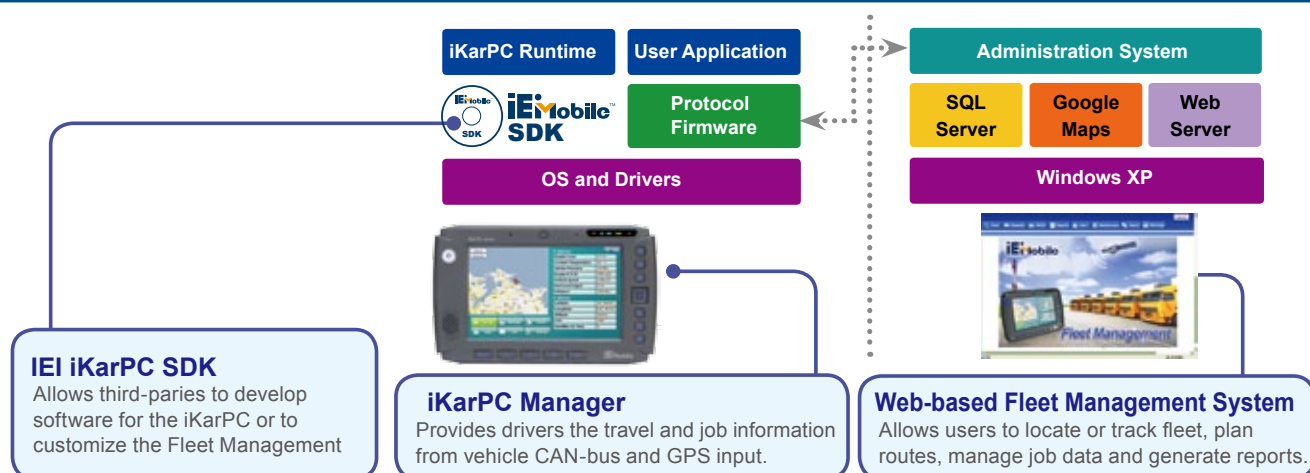 iKarPC Runtime
User Application
Administration System
iEi Mobile
SDK
iEi Mobile™
SDK
Protocol
Firmware
SQL
Server
Google
Maps
Web
Server
OS and Drivers
Windows XP
iEi Mobile
Fleet Management
IEI iKarPC SDK
Allows third-paries to develop
software for the iKarPC or to
customize the Fleet Management
iKarPC Manager
Provides drivers the travel and job information
from vehicle CAN-bus and GPS input.
Web-based Fleet Management System
Allows users to locate or track fleet, plan
routes, manage job data and generate reports.